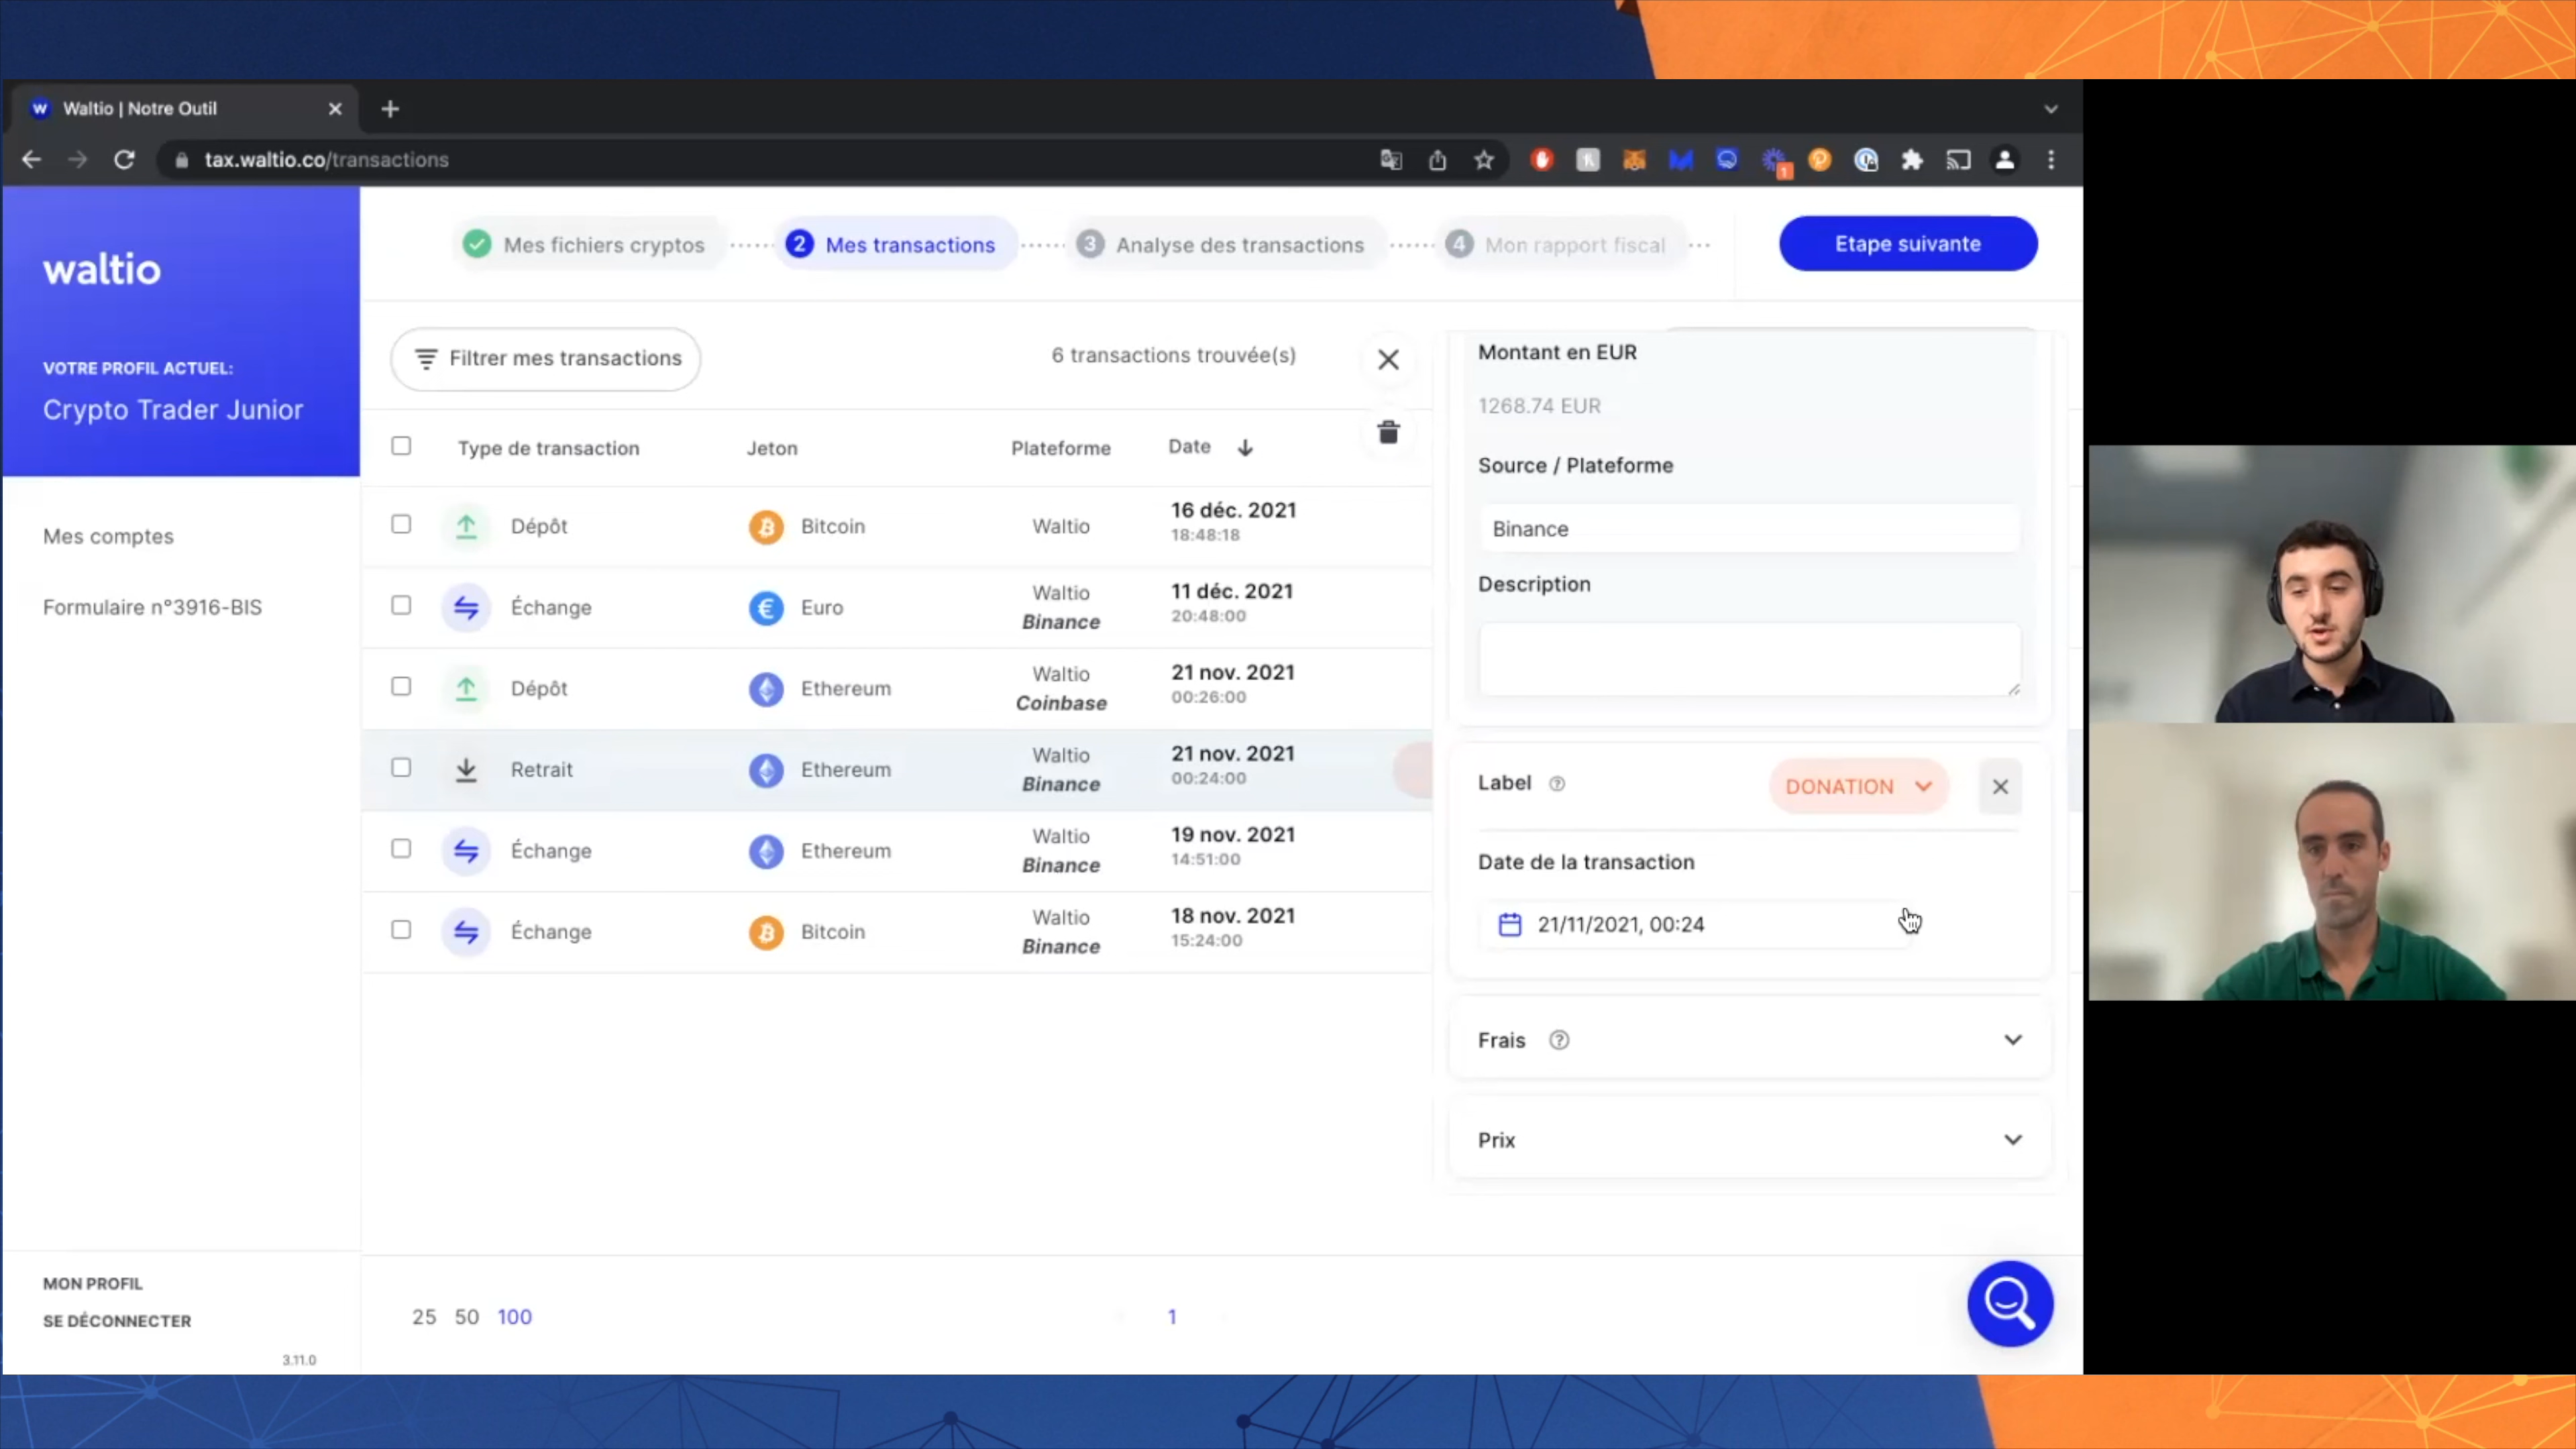 Waltio | Notre Outil
tax.waltio.co/transactions
1
waltio
VOTRE PROFIL ACTUEL:
Crypto Trader Junior
Mes comptes
Formulaire n°3916-BIS
MON PROFIL
SE DÉCONNECTER
3.11.0
Mes fichiers cryptos
2 Mes transactions
3 Analyse des transactions
4 Mon rapport fiscal
Etape suivante
Filtrer mes transactions
6 transactions trouvée(s)
Type de transaction Jeton Plateforme Date
Dépôt Bitcoin Waltio 16 déc. 2021
18:48:18
Échange Euro Waltio 11 déc. 2021
Binance 20:48:00
Dépôt Ethereum Waltio 21 nov. 2021
Coinbase 00:26:00
Retrait Ethereum Waltio 21 nov. 2021
Binance 00:24:00
Échange Ethereum Waltio 19 nov. 2021
Binance 14:51:00
Échange Bitcoin Waltio 18 nov. 2021
Binance 15:24:00
25 50 100
1
Montant en EUR
1268.74 EUR
Source / Plateforme
Binance
Description
Label DONATION
Date de la transaction
21/11/2021, 00:24
Frais
Prix